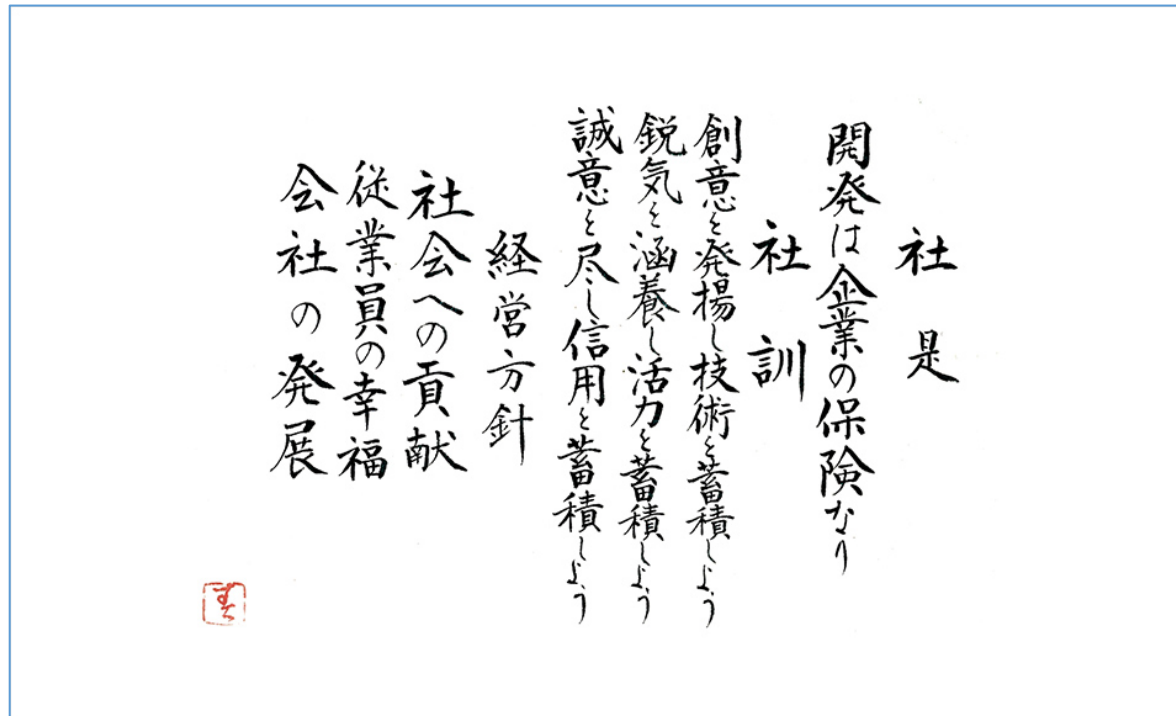 社是
開発は企業の保険なり
社訓
創意を発揚し技術を蓄積しよう
鋭気を涵養し活力を蓄積しよう
誠意を尽し信用を蓄積しよう
経営方針
社会への貢献
従業員の幸福
会社の発展